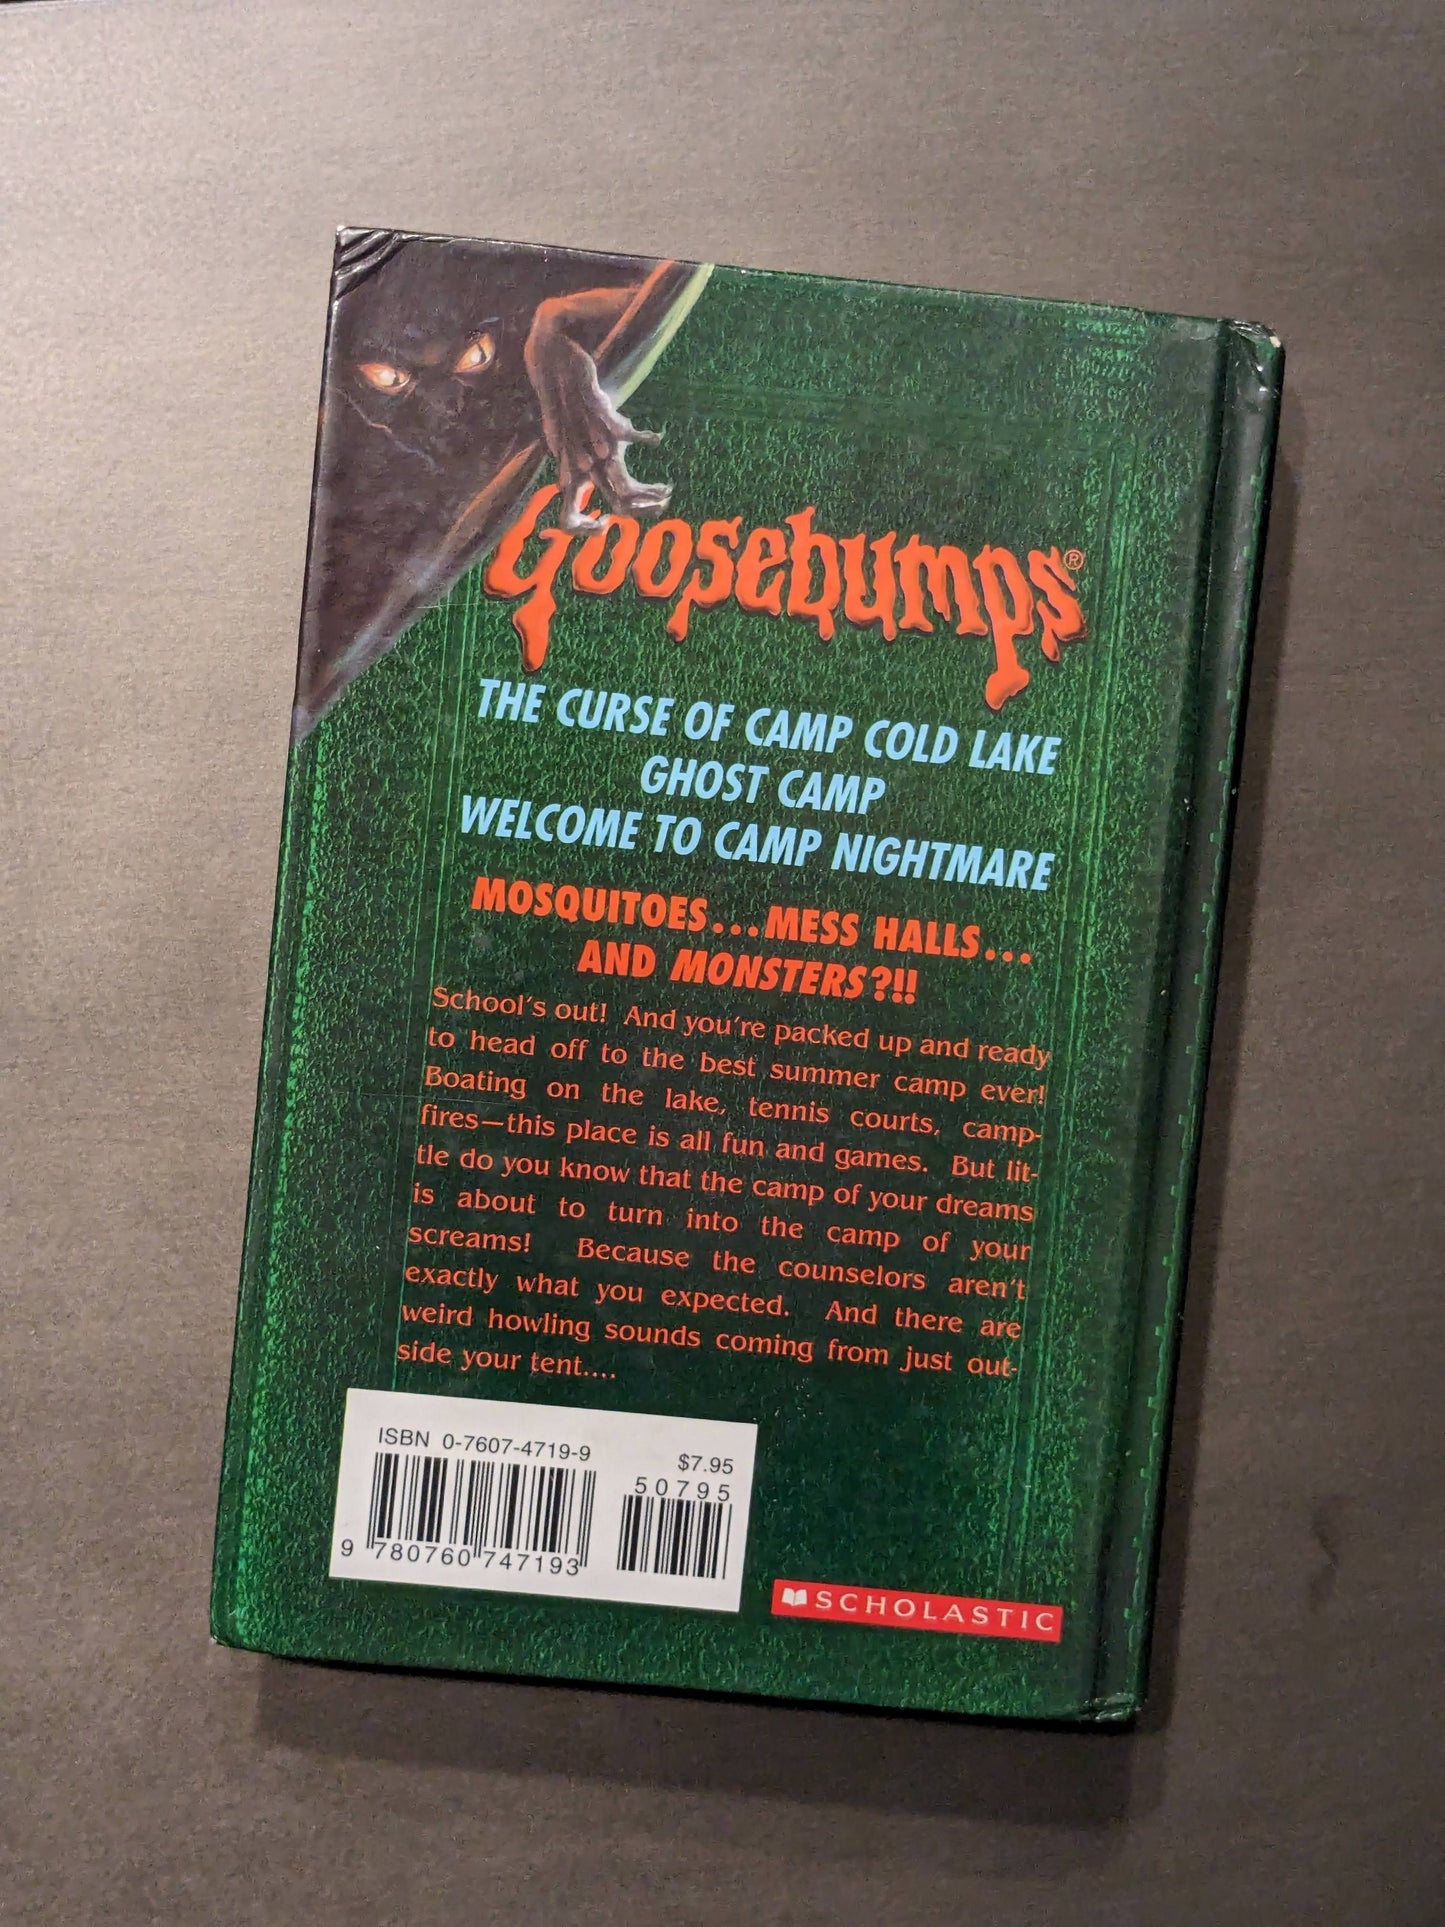 Goosebumps®
THE CURSE OF CAMP COLD LAKE
GHOST CAMP
WELCOME TO CAMP NIGHTMARE
MOSQUITOES...MESS HALLS...
AND MONSTERS?!!
School's out! And you're packed up and ready
to head off to the best summer camp ever!
Boating on the lake, tennis courts, camp-
fires—this place is all fun and games. But lit-
tle do you know that the camp of your dreams
is about to turn into the camp of your
screams! Because the counselors aren't
exactly what you expected. And there are
weird howling sounds coming from just out-
side your tent....
ISBN 0-7607-4719-9
$7.95
50795
9 780760 747193
SCHOLASTIC